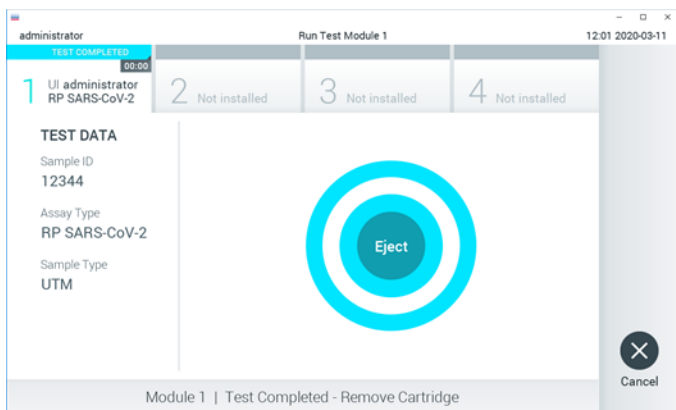 administrator Run Test Module 1 12:01 2020-03-11
TEST COMPLETED
00:00
1 UI administrator
RP SARS-CoV-2
2 Not installed
3 Not installed
4 Not installed
TEST DATA
Sample ID
12344
Assay Type
RP SARS-CoV-2
Sample Type
UTM
Eject
Cancel
Module 1 | Test Completed - Remove Cartridge